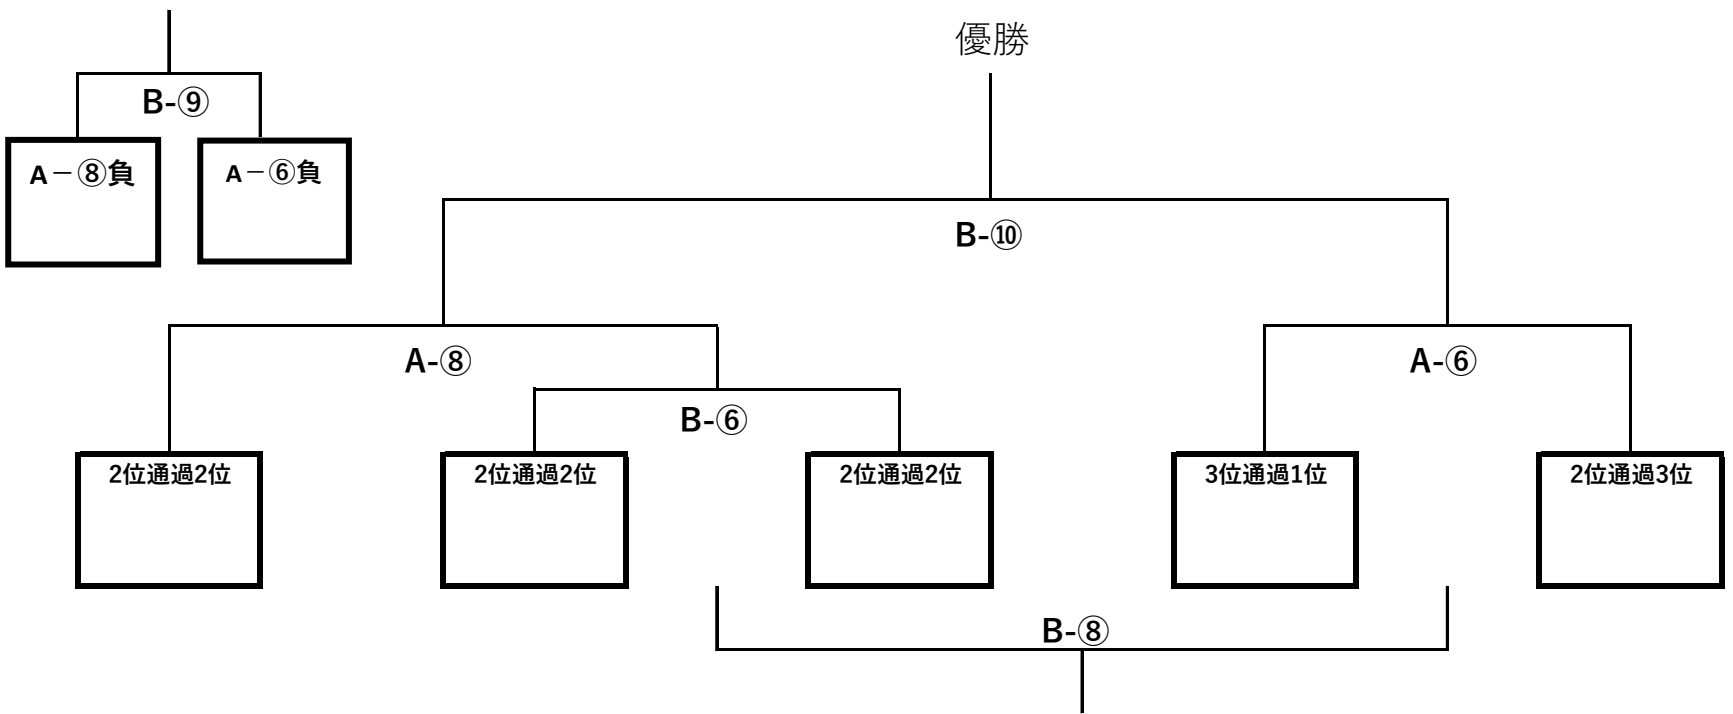 優勝
B-⑨
A－⑧負
A－⑥負
B-⑩
A-⑧
A-⑥
B-⑥
2位通過2位
2位通過2位
2位通過2位
3位通過1位
2位通過3位
B-⑧